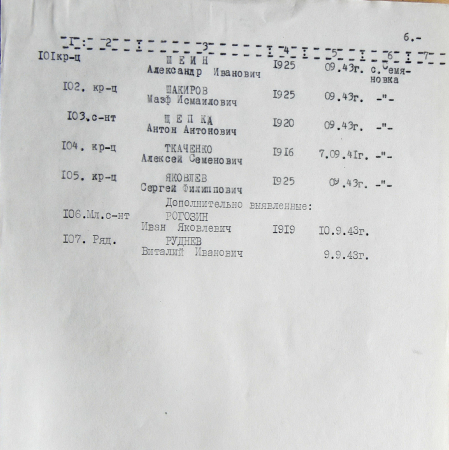 6.-
1 : 2 : 3 : 4 : 5 : 6 : 7
101 кр-ц ШЕИН 1925 09.43г. с.Семя-
Александр Иванович новка
102. кр-ц ШАКИРОВ 1925 09.43г. -"-
Мазф Исмаилович
103.с-нт ЩЕПКА 1920 09.43г. -"-
Антон Антонович
104. кр-ц ТКАЧЕНКО 1916 7.09.41г. -"-
Алексей Семенович
105. кр-ц ЯКОВЛЕВ 1925 09.43г. -"-
Сергей Филиппович
Дополнительно выявленные:
106.Мл.с-нт РОГОЗИН
Иван Яковлевич 1919 10.9.43г.
107. Ряд. РУДНЕВ
Виталий Иванович 9.9.43г.